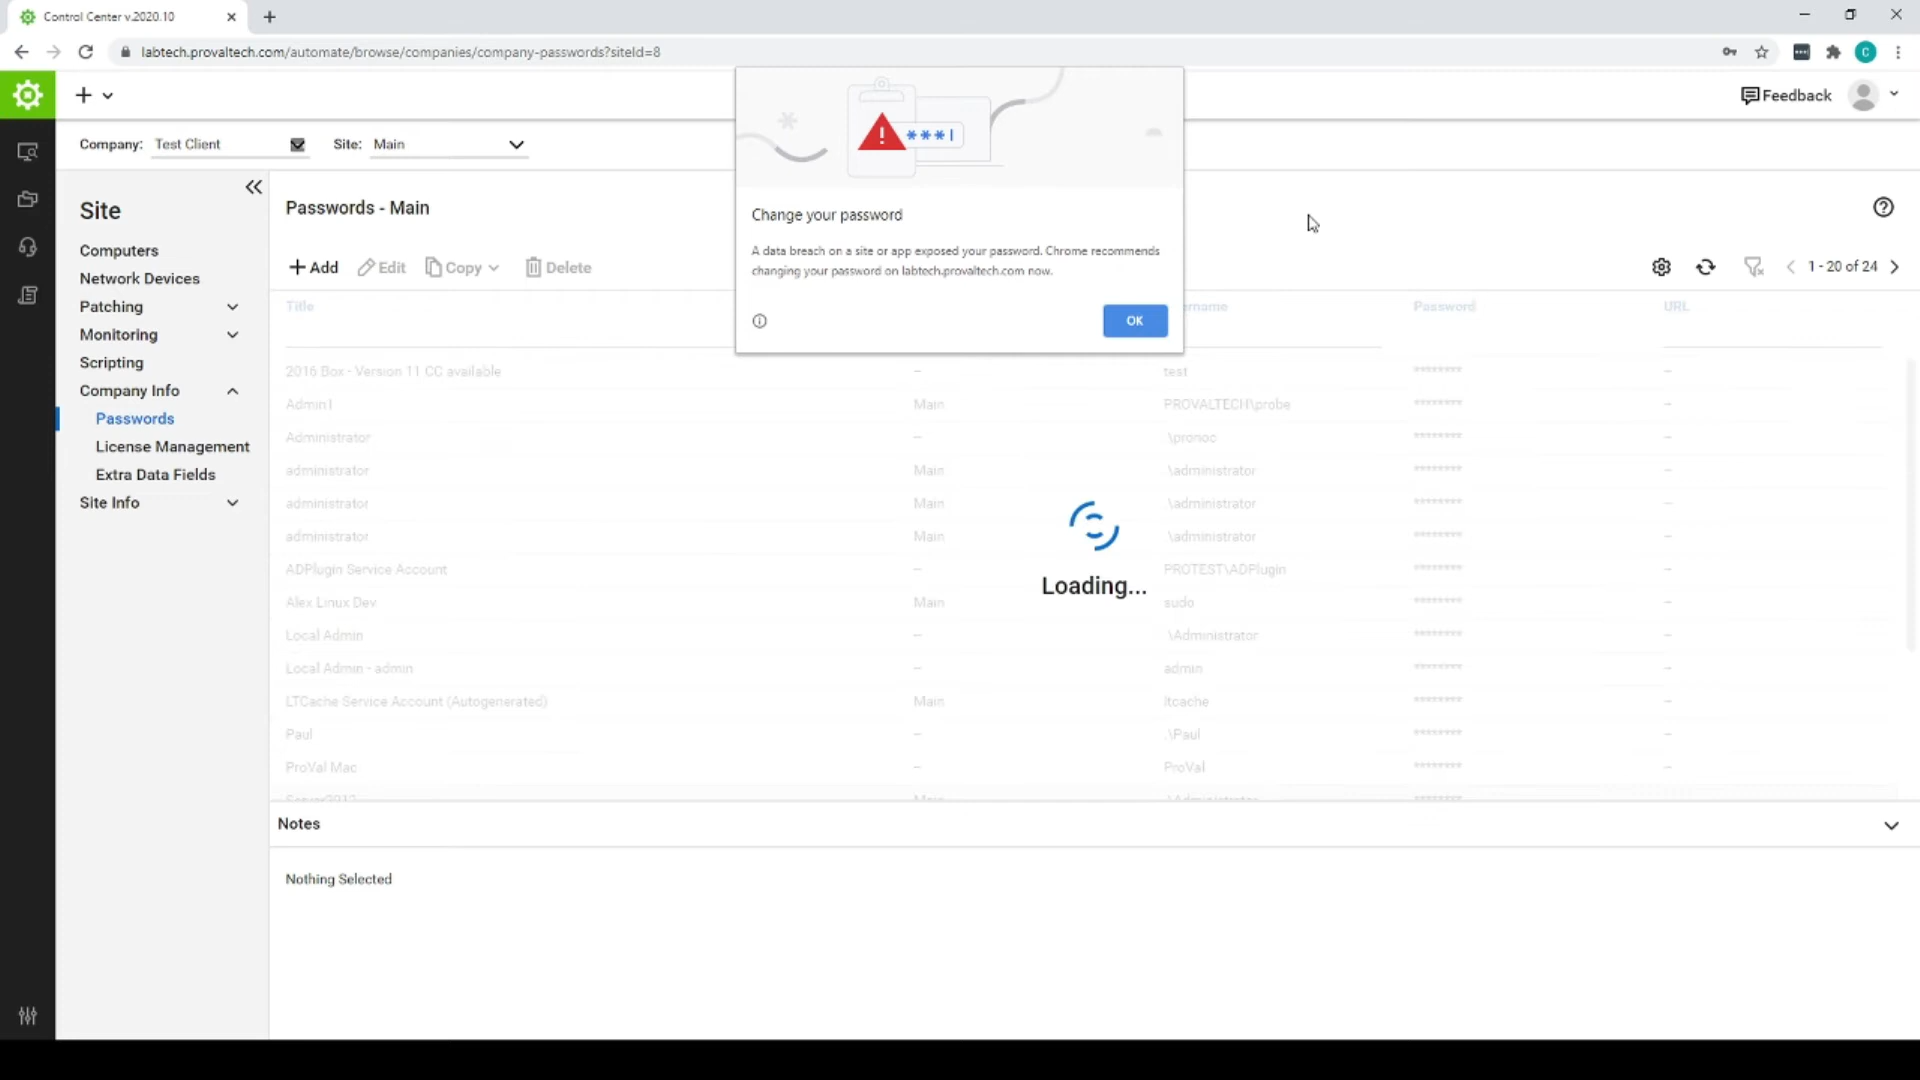 Control Center v.2020.10
labtech.provaltech.com/automate/browse/companies/company-passwords?siteId=8
C
Feedback
Company: Test Client Site: Main
***|
Change your password
A data breach on a site or app exposed your password. Chrome recommends
changing your password on labtech.provaltech.com now.
OK
Site
Computers
Network Devices
Patching
Monitoring
Scripting
Company Info
Passwords
License Management
Extra Data Fields
Site Info
Passwords - Main
Add Edit Copy Delete
1 - 20 of 24
Title Password URL
2016 Box - Version 11 CC available -- test ******** --
Admin1 Main PROVALTECH\probe ******** --
Administrator -- .\pronoc ******** --
administrator Main .\administrator ******** --
administrator Main .\administrator ******** --
administrator Main .\administrator ******** --
ADPlugin Service Account -- PROTEST\ADPlugin ******** --
Alex Linux Dev Main sudo ******** --
Local Admin -- .\Administrator ******** --
Local Admin - admin -- admin ******** --
LTCache Service Account (Autogenerated) Main ltcache ******** --
Paul -- .\Paul ******** --
ProVal Mac -- ProVal ******** --
Loading...
Notes
Nothing Selected